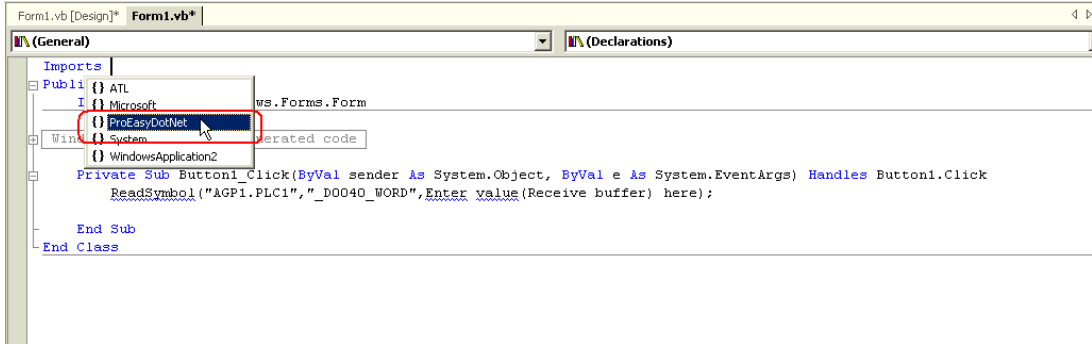 Form1.vb [Design]* Form1.vb*
(General) (Declarations)
Imports
Publi
{} ATL
I {} Microsoft ws.Forms.Form
{} ProEasyDotNet
Wind {} System nerated code
{} WindowsApplication2
Private Sub Button1_Click(ByVal sender As System.Object, ByVal e As System.EventArgs) Handles Button1.Click
ReadSymbol("AGP1.PLC1","_D0040_WORD",Enter value(Receive buffer) here);
End Sub
End Class